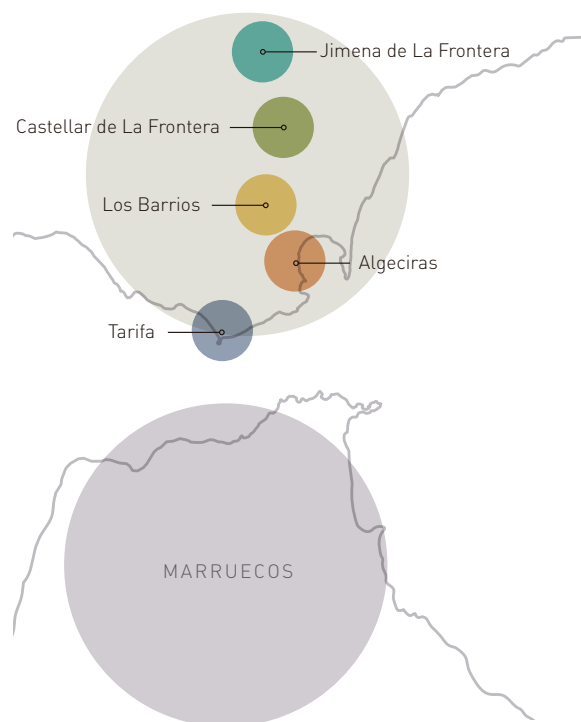 Jimena de La Frontera
Castellar de La Frontera
Los Barrios
Algeciras
Tarifa
MARRUECOS